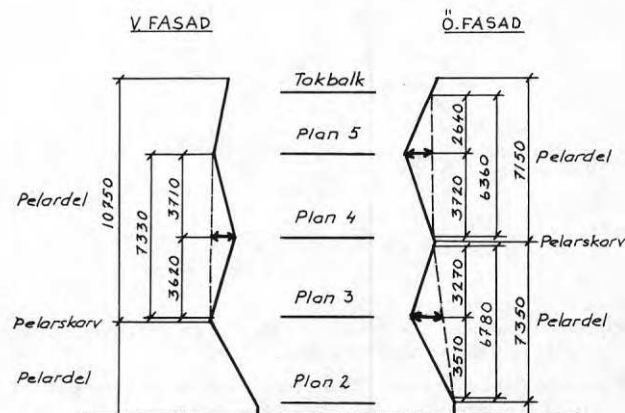 V. FASAD
Ö. FASAD
Takbalk
Plan 5
Plan 4
Plan 3
Plan 2
Pelardel
Pelarskarv
Pelardel
10750
7330
3710
3620
2640
3720
6360
7150
3270
3510
6780
7350
Pelardel
Pelarskarv
Pelardel